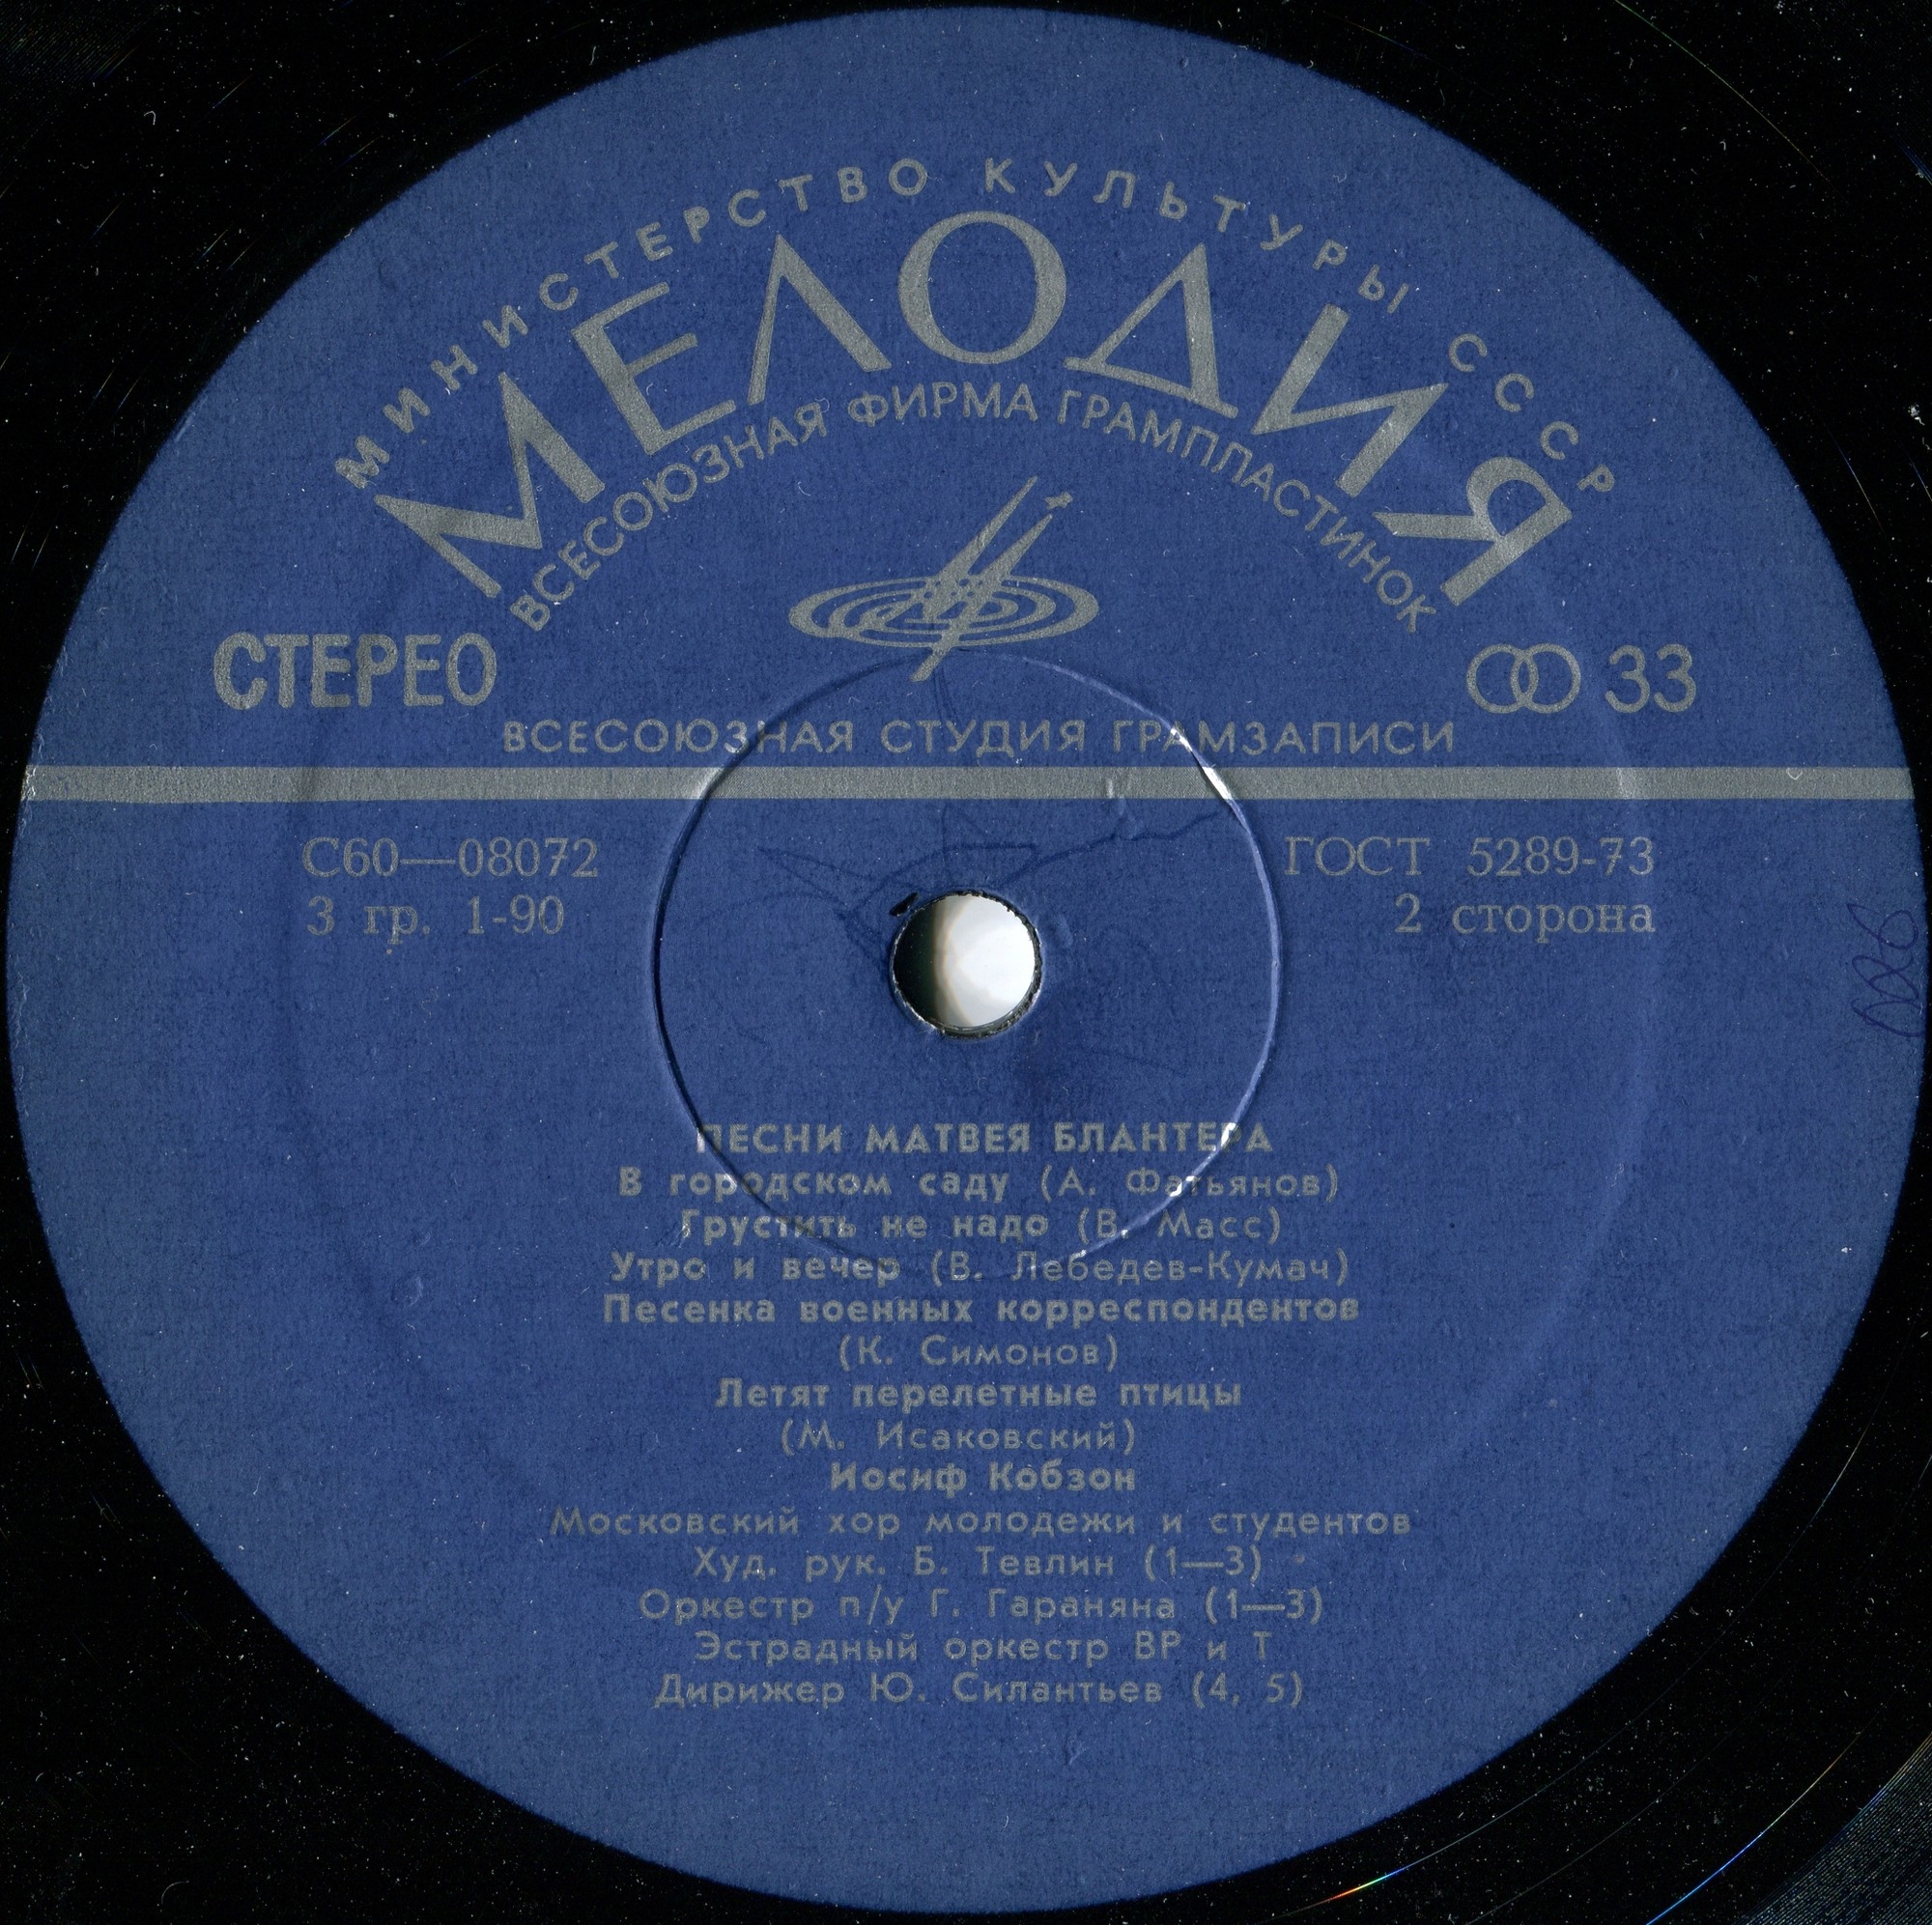 МИНИСТЕРСТВО КУЛЬТУРЫ СССР
МЕЛОДИЯ
ВСЕСОЮЗНАЯ ФИРМА ГРАМПЛАСТИНОК
СТЕРЕО
33
ВСЕСОЮЗНАЯ СТУДИЯ ГРАМЗАПИСИ
С60—08072
ГОСТ 5289-73
3 гр. 1-90
2 сторона
ПЕСНИ МАТВЕЯ БЛАНТЕРА
В городском саду (А. Фатьянов)
Грустить не надо (В. Масс)
Утро и вечер (В. Лебедев-Кумач)
Песенка военных корреспондентов
(К. Симонов)
Летят перелетные птицы
(М. Исаковский)
Иосиф Кобзон
Московский хор молодежи и студентов
Худ. рук. Б. Тевлин (1—3)
Оркестр п/у Г. Гараняна (1—3)
Эстрадный оркестр ВР и Т
Дирижер Ю. Силантьев (4, 5)